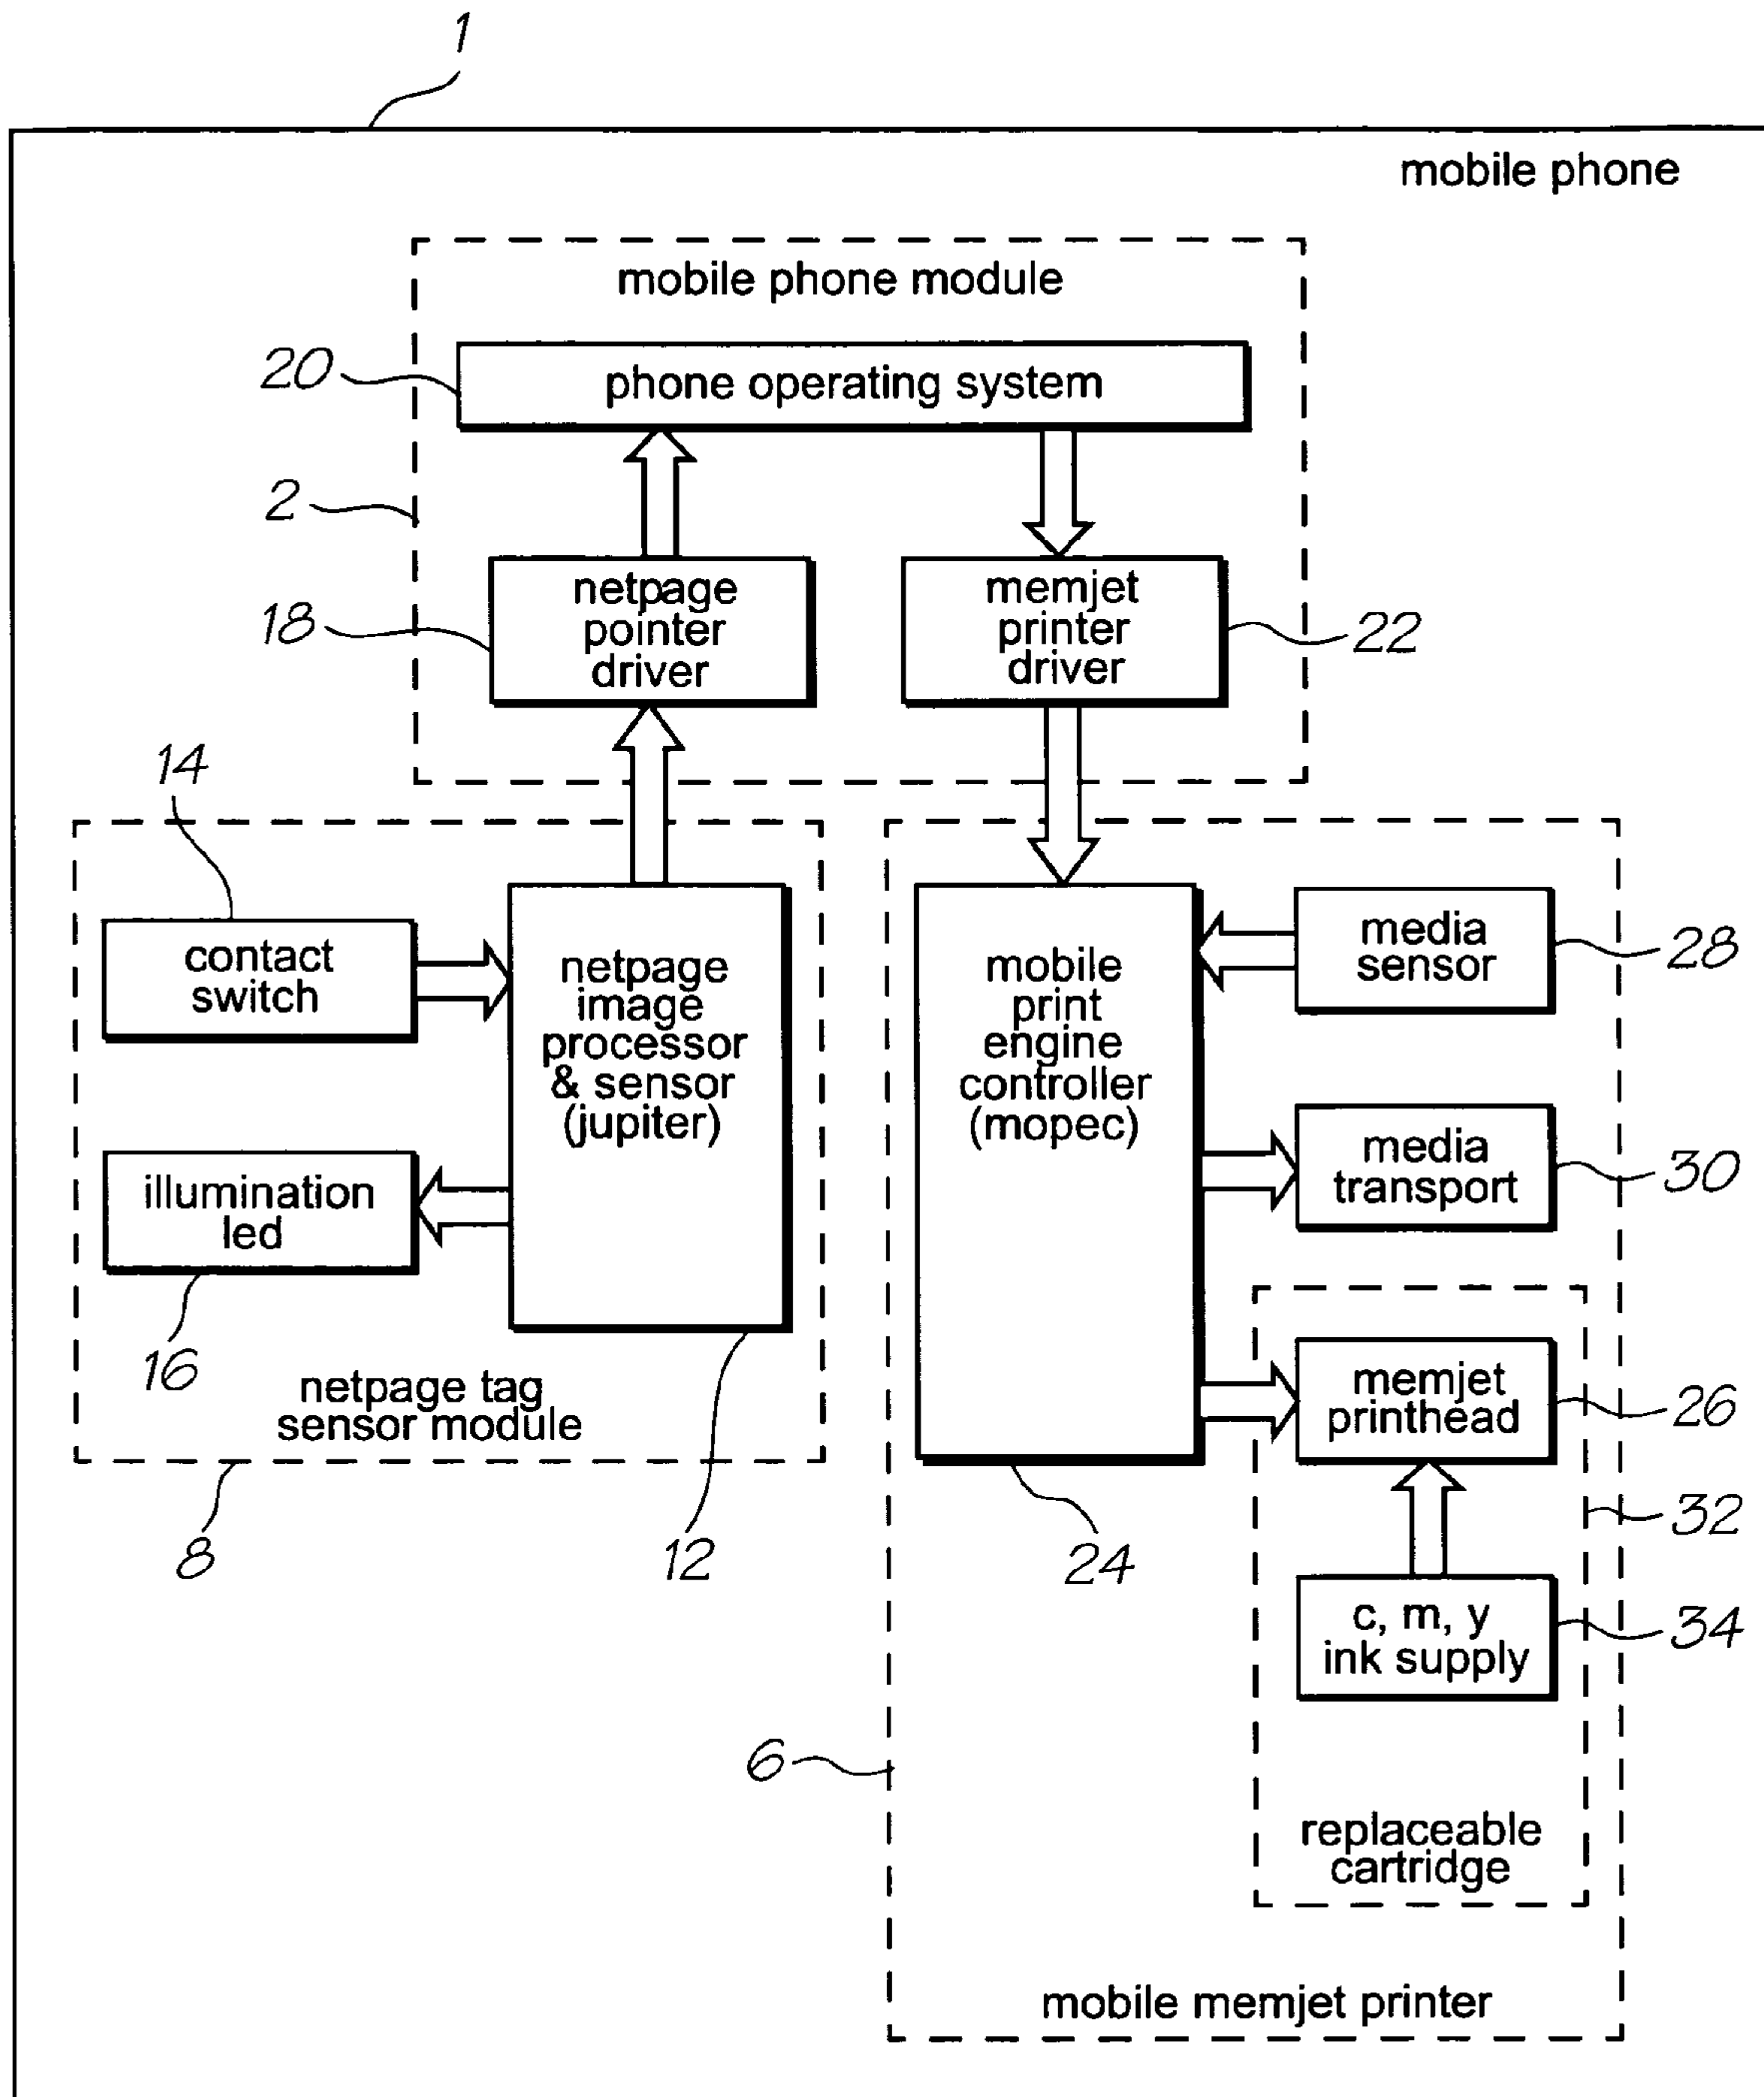 1
mobile phone
mobile phone module
20
phone operating system
2
netpage
pointer
driver
18
memjet
printer
driver
22
14
contact
switch
netpage
image
processor
& sensor
(jupiter)
illumination
led
16
netpage tag
sensor module
8
12
mobile
print
engine
controller
(mopec)
media
sensor
28
media
transport
30
memjet
printhead
26
32
24
c, m, y
ink supply
34
6
replaceable
cartridge
mobile memjet printer